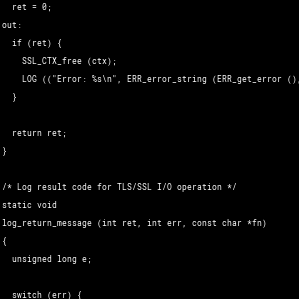 ret = 0;
out:
if (ret) {
SSL_CTX_free (ctx);
LOG (("Error: %s\n", ERR_error_string (ERR_get_error (),
}
return ret;
}
/* Log result code for TLS/SSL I/O operation */
static void
log_return_message (int ret, int err, const char *fn)
{
unsigned long e;
switch (err) {